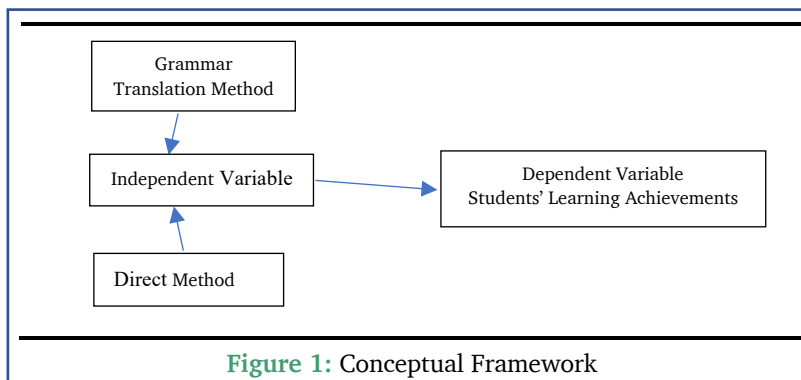 Grammar
Translation Method
Independent Variable
Dependent Variable
Students' Learning Achievements
Direct Method
Figure 1: Conceptual Framework